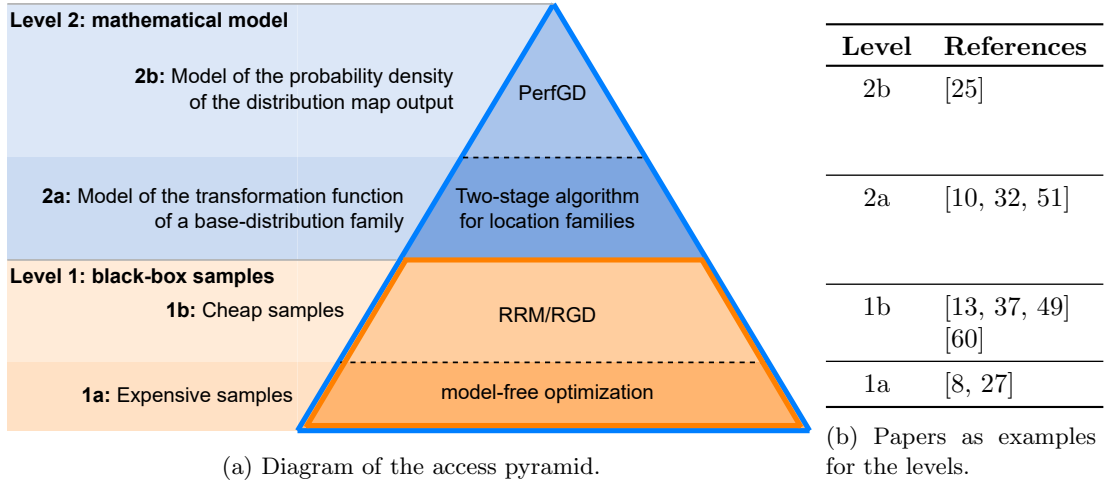 Level 2: mathematical model
2b: Model of the probability density
of the distribution map output
PerfGD
2a: Model of the transformation function
of a base-distribution family
Two-stage algorithm
for location families
Level 1: black-box samples
1b: Cheap samples
RRM/RGD
1a: Expensive samples
model-free optimization
(a) Diagram of the access pyramid.
Level References
2b [25]
2a [10, 32, 51]
1b [13, 37, 49]
[60]
1a [8, 27]
(b) Papers as examples
for the levels.